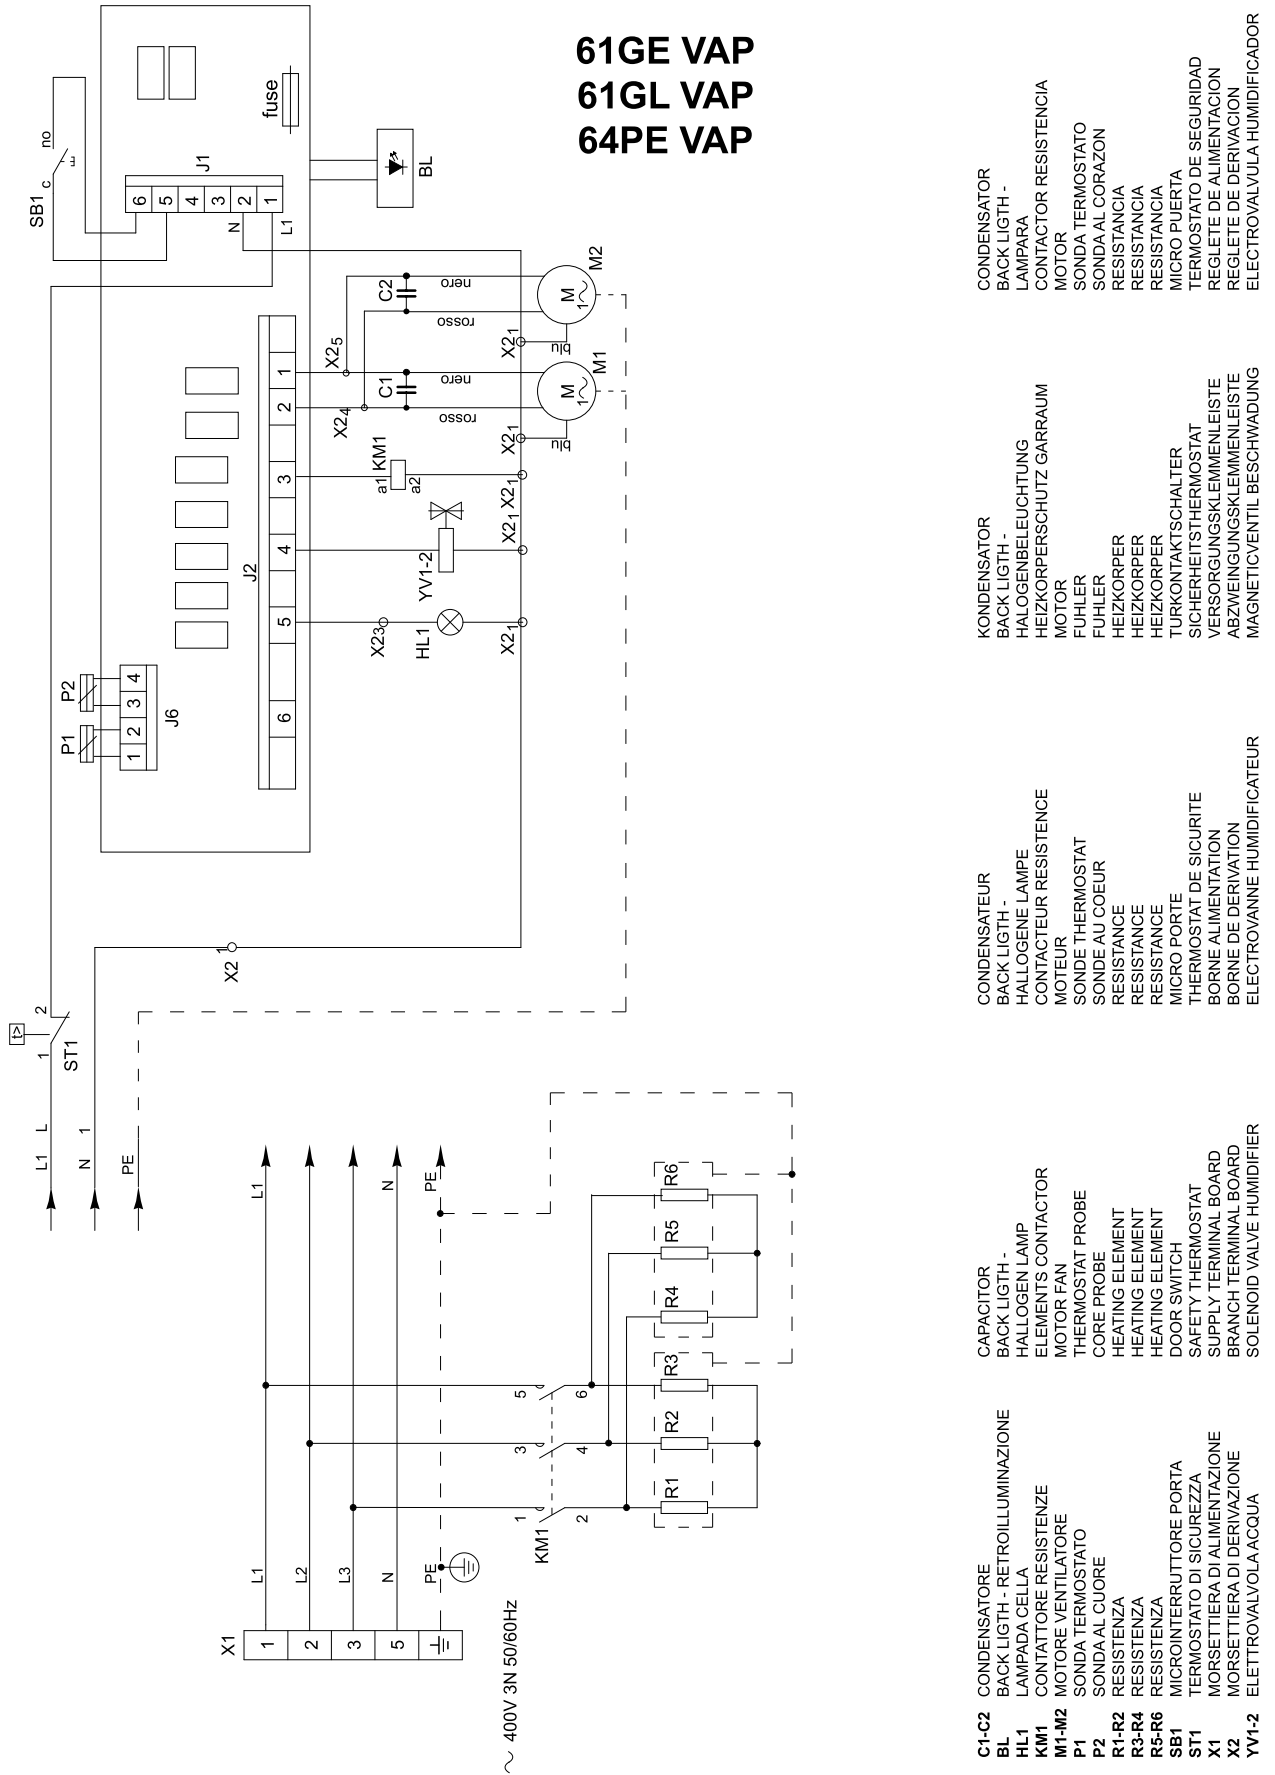 61GE VAP
61GL VAP
64PE VAP
fuse
SB1
c
no
J1
6
5
4
3
2
1
N
L1
BL
M2
C2
nero
rosso
blu
X2 5
X2 1
M 1
M1
C1
nero
rosso
blu
X2 4
X2 1
M 1
J2
1
2
3
4
5
6
KM1
a1
a2
X2 1
YV1-2
X2 1
X2 3
HL1
X2 1
P2
P1
J6
1
2
3
4
X2 1
t>
ST1
1
2
L1
L
N
1
PE
X1
1
2
3
5
L1
L2
L3
N
PE
L1
N
PE
400V 3N 50/60Hz
KM1
1
2
3
4
5
6
R1
R2
R3
R4
R5
R6
C1-C2 CONDENSATORE CAPACITOR CONDENSATEUR KONDENSATOR CONDENSATOR
BL BACK LIGTH - RETROILLUMINAZIONE BACK LIGTH - BACK LIGTH - BACK LIGTH - BACK LIGTH -
HL1 LAMPADA CELLA HALLOGEN LAMP HALLOGENE LAMPE HALOGENBELEUCHTUNG LAMPARA
KM1 CONTATTORE RESISTENZE ELEMENTS CONTACTOR CONTACTEUR RESISTENCE HEIZKORPERSCHUTZ GARRAUM CONTACTOR RESISTENCIA
M1-M2 MOTORE VENTILATORE MOTOR FAN MOTEUR MOTOR MOTOR
P1 SONDA TERMOSTATO THERMOSTAT PROBE SONDE THERMOSTAT FUHLER SONDA TERMOSTATO
P2 SONDA AL CUORE CORE PROBE SONDE AU COEUR FUHLER SONDA AL CORAZON
R1-R2 RESISTENZA HEATING ELEMENT RESISTANCE HEIZKORPER RESISTANCIA
R3-R4 RESISTENZA HEATING ELEMENT RESISTANCE HEIZKORPER RESISTANCIA
R5-R6 RESISTENZA HEATING ELEMENT RESISTANCE HEIZKORPER RESISTANCIA
SB1 MICROINTERRUTTORE PORTA DOOR SWITCH MICRO PORTE TURKONTAKTSCHALTER MICRO PUERTA
ST1 TERMOSTATO DI SICUREZZA SAFETY THERMOSTAT THERMOSTAT DE SICURITE SICHERHEITSTHERMOSTAT TERMOSTATO DE SEGURIDAD
X1 MORSETTIERA DI ALIMENTAZIONE SUPPLY TERMINAL BOARD BORNE ALIMENTATION VERSORGUNGSKLEMMENLEISTE REGLETE DE ALIMENTACION
X2 MORSETTIERA DI DERIVAZIONE BRANCH TERMINAL BOARD BORNE DE DERIVATION ABZWEINGUNGSKLEMMENLEISTE REGLETE DE DERIVACION
YV1-2 ELETTROVALVOLA ACQUA SOLENOID VALVE HUMIDIFIER ELECTROVANNE HUMIDIFICATEUR MAGNETICVENTIL BESCHWADUNG ELECTROVALVULA HUMIDIFICADOR